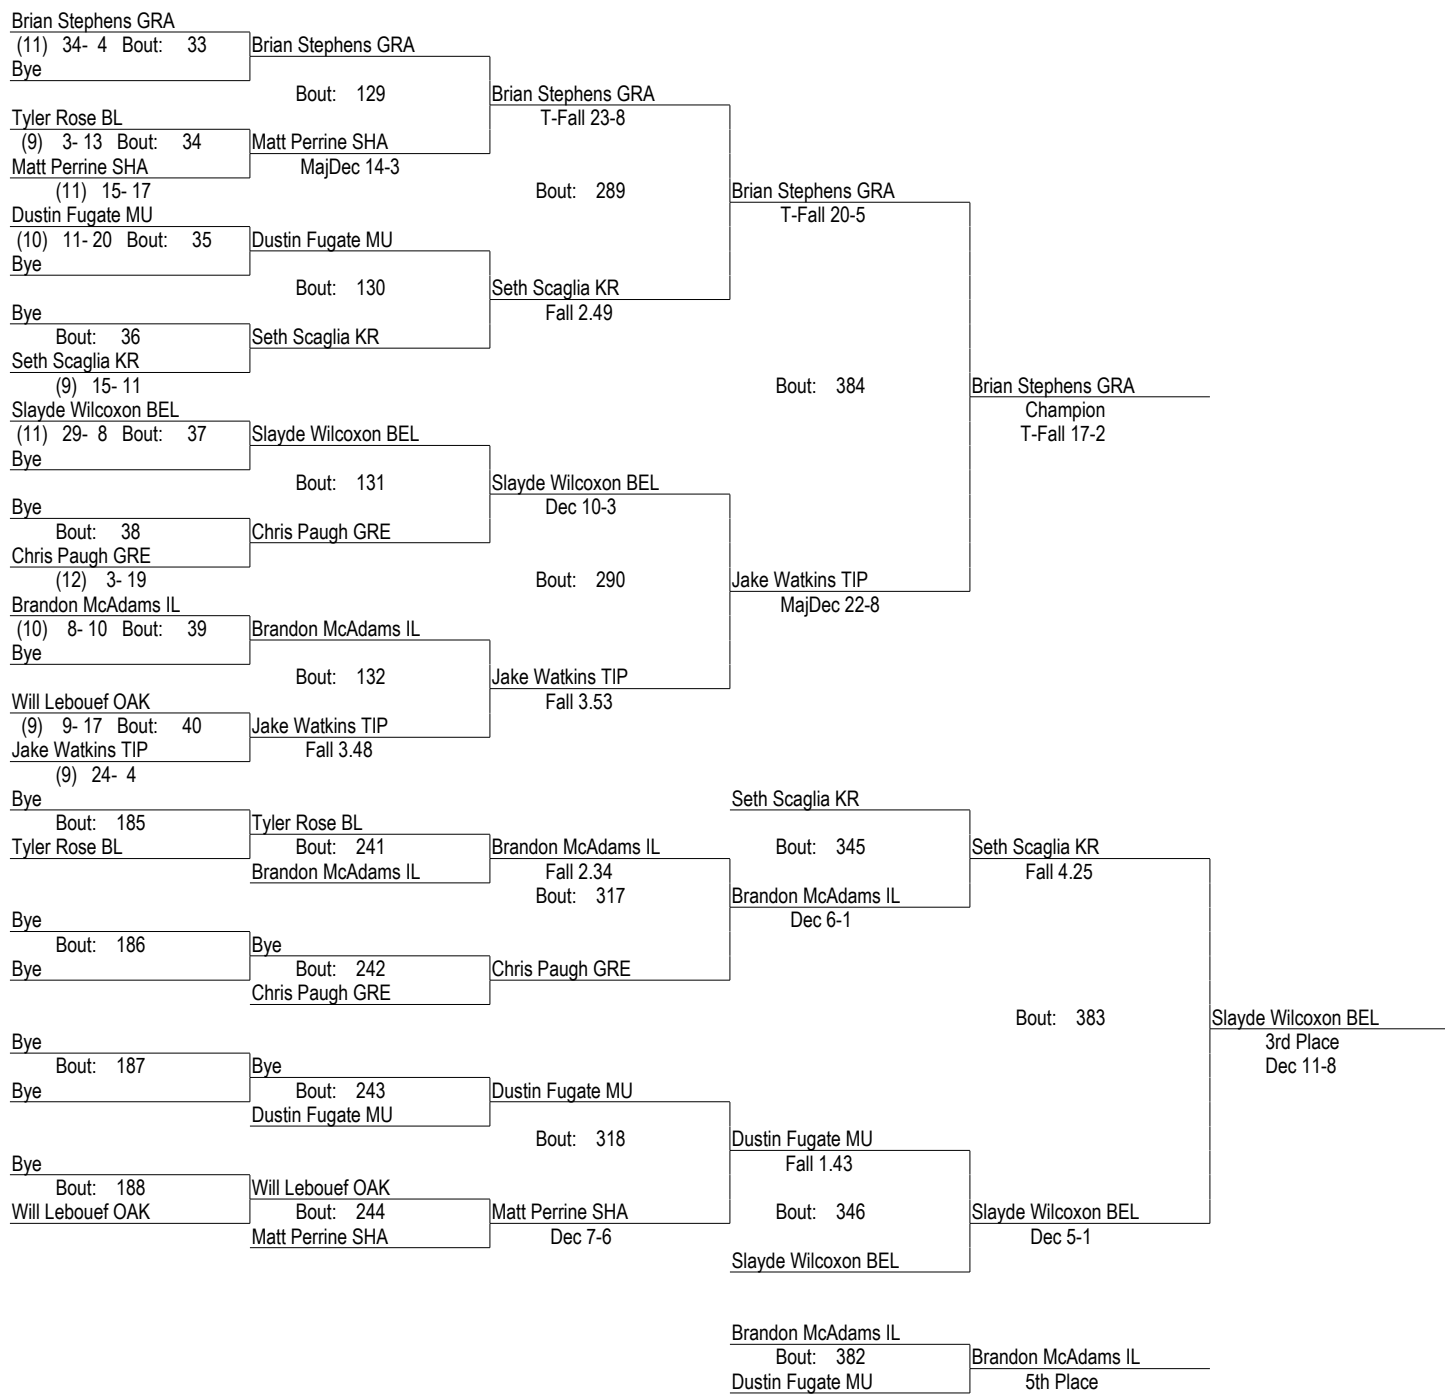 Brian Stephens GRA
(11) 34- 4 Bout: 33
Brian Stephens GRA
Bye
Bout: 129
Brian Stephens GRA
T-Fall 23-8
Tyler Rose BL
(9) 3- 13 Bout: 34
Matt Perrine SHA
Matt Perrine SHA
MajDec 14-3
(11) 15- 17
Bout: 289
Brian Stephens GRA
T-Fall 20-5
Dustin Fugate MU
(10) 11- 20 Bout: 35
Dustin Fugate MU
Bye
Bout: 130
Seth Scaglia KR
Fall 2.49
Bye
Bout: 36
Seth Scaglia KR
Seth Scaglia KR
(9) 15- 11
Bout: 384
Brian Stephens GRA
Champion
T-Fall 17-2
Slayde Wilcoxon BEL
(11) 29- 8 Bout: 37
Slayde Wilcoxon BEL
Bye
Bout: 131
Slayde Wilcoxon BEL
Dec 10-3
Bye
Bout: 38
Chris Paugh GRE
Chris Paugh GRE
(12) 3- 19
Bout: 290
Jake Watkins TIP
MajDec 22-8
Brandon McAdams IL
(10) 8- 10 Bout: 39
Brandon McAdams IL
Bye
Bout: 132
Jake Watkins TIP
Fall 3.53
Will Lebouef OAK
(9) 9- 17 Bout: 40
Jake Watkins TIP
Jake Watkins TIP
Fall 3.48
(9) 24- 4
Bye
Bout: 185
Tyler Rose BL
Tyler Rose BL
Bout: 241
Brandon McAdams IL
Brandon McAdams IL
Fall 2.34
Bout: 317
Seth Scaglia KR
Bout: 345
Seth Scaglia KR
Fall 4.25
Brandon McAdams IL
Dec 6-1
Bye
Bout: 186
Bye
Bye
Bout: 242
Chris Paugh GRE
Chris Paugh GRE
Bout: 383
Slayde Wilcoxon BEL
3rd Place
Dec 11-8
Bye
Bout: 187
Bye
Bye
Bout: 243
Dustin Fugate MU
Dustin Fugate MU
Bout: 318
Dustin Fugate MU
Fall 1.43
Bye
Bout: 188
Will Lebouef OAK
Will Lebouef OAK
Bout: 244
Matt Perrine SHA
Matt Perrine SHA
Dec 7-6
Bout: 346
Slayde Wilcoxon BEL
Dec 5-1
Slayde Wilcoxon BEL
Brandon McAdams IL
Bout: 382
Brandon McAdams IL
Dustin Fugate MU
5th Place